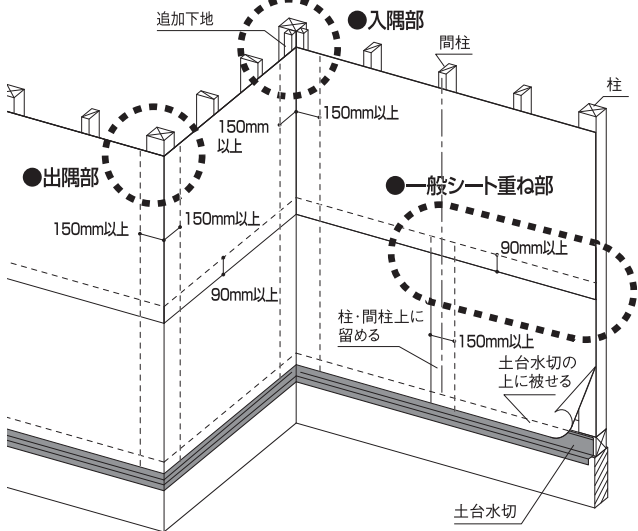 追加下地
●入隅部
間柱
柱
150mm
以上
150mm以上
●出隅部
●一般シート重ね部
150mm以上
150mm以上
90mm以上
90mm以上
柱・間柱上に
留める
150mm以上
土台水切の
上に被せる
土台水切